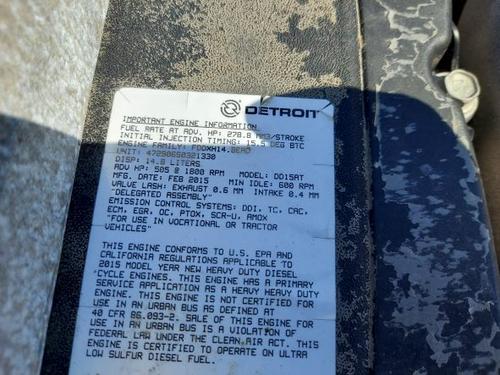 DETROIT
IMPORTANT ENGINE INFORMATION
FUEL RATE AT ADV. HP: 278.8 MM3/STROKE
INITIAL INJECTION TIMING: 15.5 DEG BTC
ENGINE FAMILY: FDDXH14.8EAD
UNIT: 472906S0321330
DISP: 14.8 LITERS
ADV HP: 505 @ 1800 RPM MODEL: DD15AT
MFG. DATE: FEB 2015 MIN IDLE: 600 RPM
VALVE LASH: EXHAUST 0.6 MM INTAKE 0.4 MM
"DELEGATED ASSEMBLY"
EMISSION CONTROL SYSTEMS: DDI, TC, CAC,
ECM, EGR, OC, PTOX, SCR-U, AMOX
"FOR USE IN VOCATIONAL OR TRACTOR
VEHICLES"
THIS ENGINE CONFORMS TO U.S. EPA AND
CALIFORNIA REGULATIONS APPLICABLE TO
2015 MODEL YEAR NEW HEAVY DUTY DIESEL
CYCLE ENGINES. THIS ENGINE HAS A PRIMARY
SERVICE APPLICATION AS A HEAVY HEAVY DUTY
ENGINE. THIS ENGINE IS NOT CERTIFIED FOR
USE IN AN URBAN BUS AS DEFINED AT
40 CFR 86.093-2. SALE OF THIS ENGINE FOR
USE IN AN URBAN BUS IS A VIOLATION OF
FEDERAL LAW UNDER THE CLEAN AIR ACT. THIS
ENGINE IS CERTIFIED TO OPERATE ON ULTRA
LOW SULFUR DIESEL FUEL.